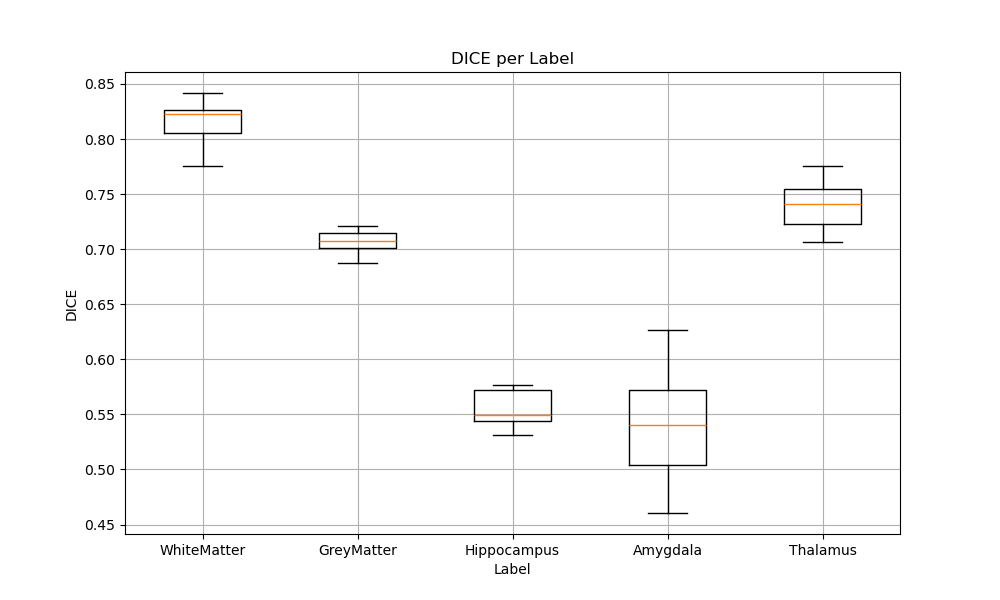 DICE per Label
0.85
0.80
0.75
0.70
0.65
0.60
0.55
0.50
0.45
DICE
WhiteMatter GreyMatter Hippocampus Amygdala Thalamus
Label